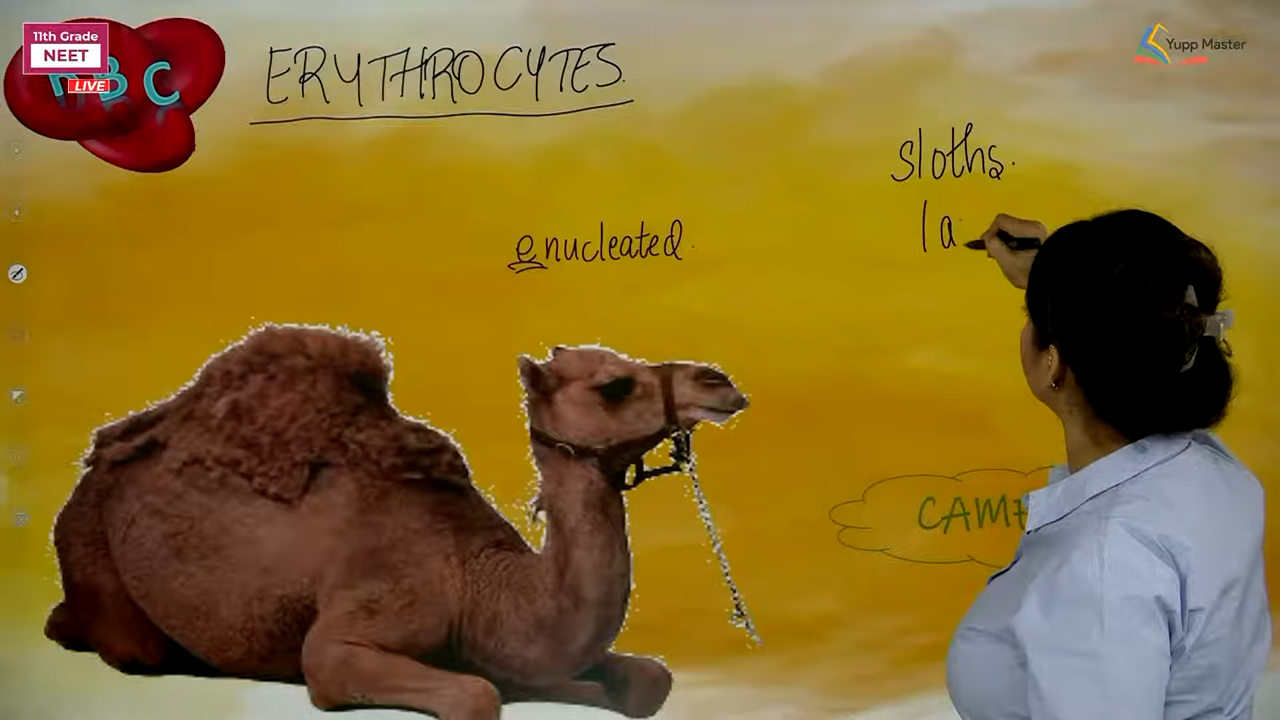 11th Grade
NEET
LIVE
RBC
ERYTHROCYTES.
Yupp Master
sloths.
la
enucleated.